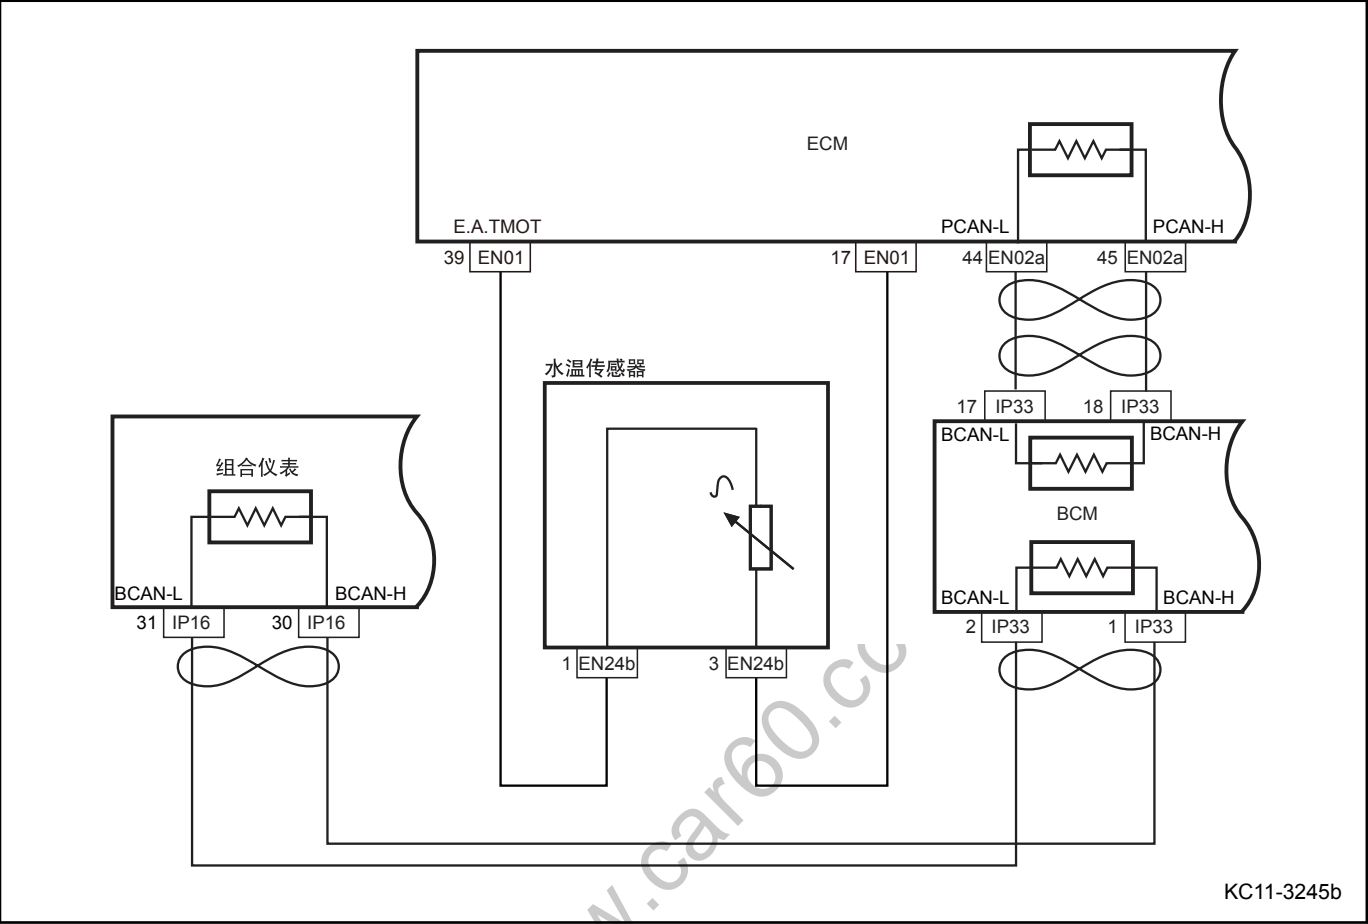 ECM
E.A.TMOT
PCAN-L
PCAN-H
39 EN01
17 EN01
44 EN02a
45 EN02a
水温传感器
17 IP33
18 IP33
BCAN-L
BCAN-H
组合仪表
BCM
BCAN-L
BCAN-H
BCAN-L
BCAN-H
31 IP16
30 IP16
2 IP33
1 IP33
1 EN24b
3 EN24b
KC11-3245b